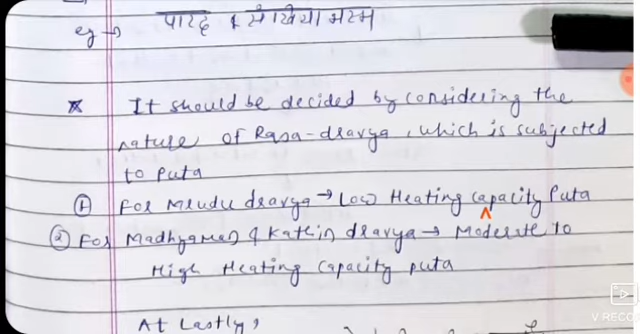 eg → पारद & संखिया भस्म
* It should be decided by considering the
nature of Rasa-dravya, which is subjected
to Puta
① For Mrudu dravya → Low Heating capacity Puta
② For Madhyam & Kathin dravya → Moderate to
High Heating Capacity puta
At Lastly,
V RECO